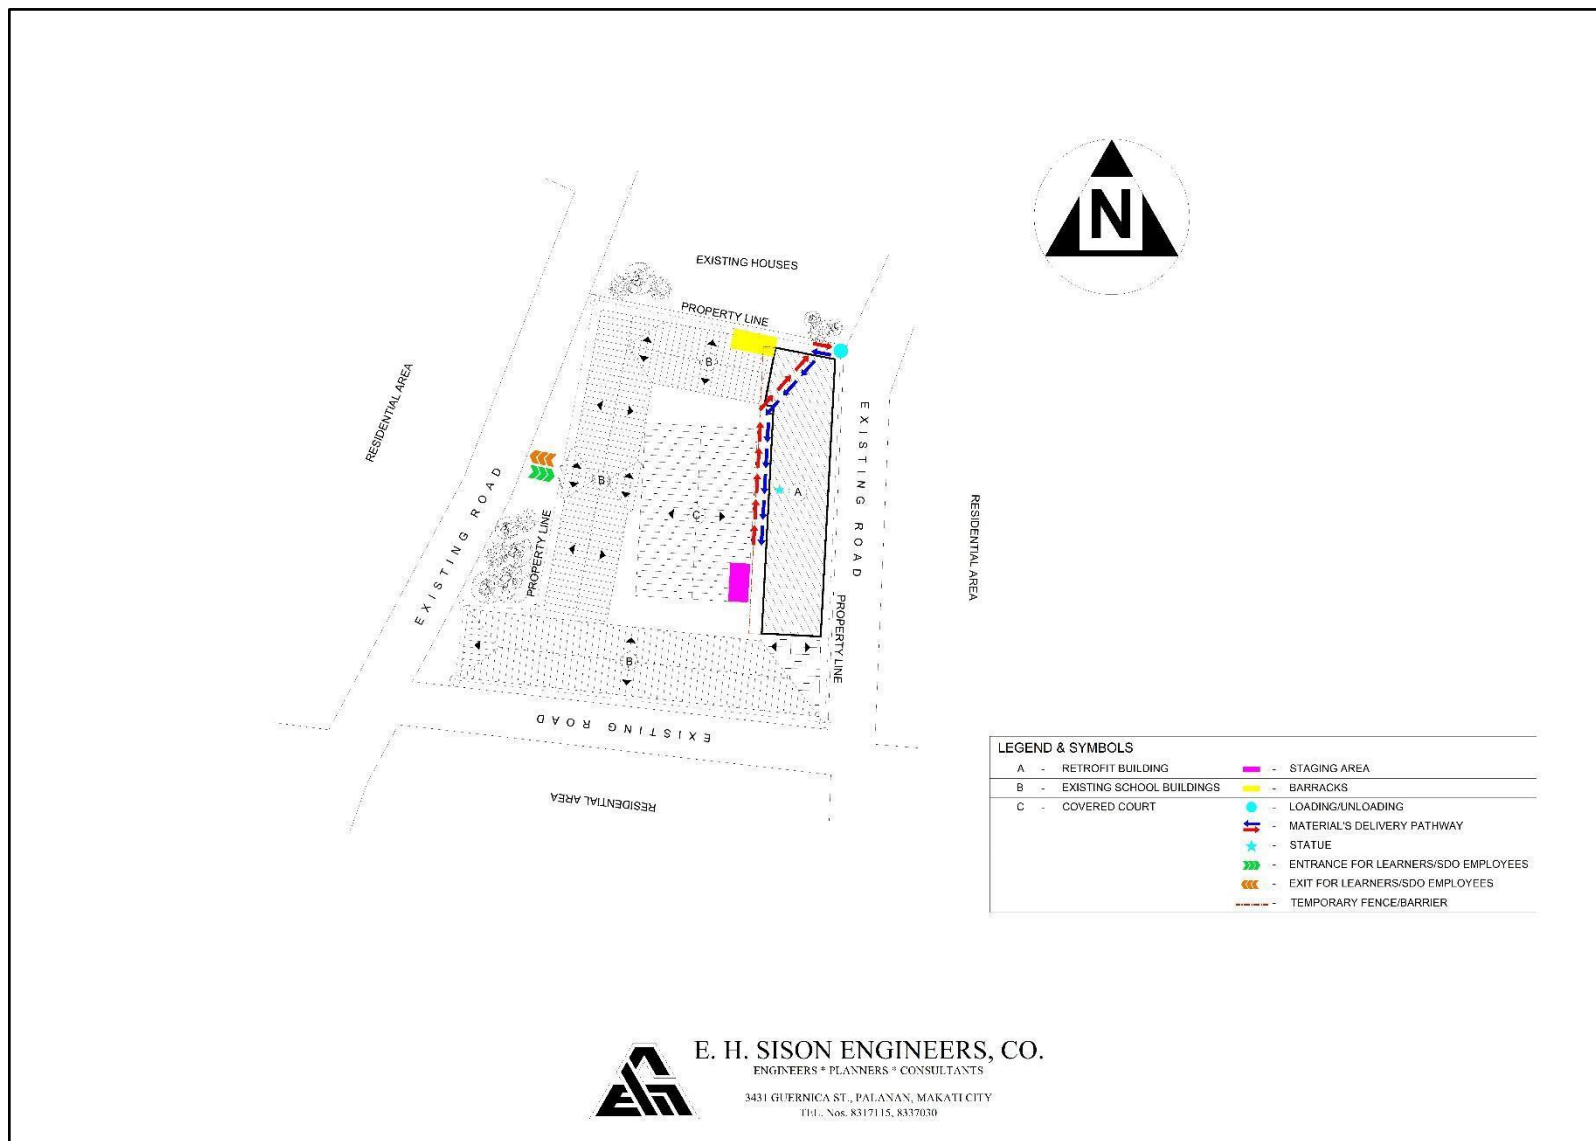 N
EXISTING HOUSES
PROPERTY LINE
B
RESIDENTIAL AREA
EXISTING ROAD
B
PROPERTY LINE
C
A
EXISTING ROAD
PROPERTY LINE
RESIDENTIAL AREA
B
EXISTING ROAD
RESIDENTIAL AREA
LEGEND & SYMBOLS
A - RETROFIT BUILDING - STAGING AREA
B - EXISTING SCHOOL BUILDINGS - BARRACKS
C - COVERED COURT - LOADING/UNLOADING
- MATERIAL'S DELIVERY PATHWAY
- STATUE
- ENTRANCE FOR LEARNERS/SDO EMPLOYEES
- EXIT FOR LEARNERS/SDO EMPLOYEES
- TEMPORARY FENCE/BARRIER
E. H. SISON ENGINEERS, CO.
ENGINEERS * PLANNERS * CONSULTANTS
3431 GUERNICA ST., PALANAN, MAKATI CITY
TEL. Nos. 8317115, 8337030